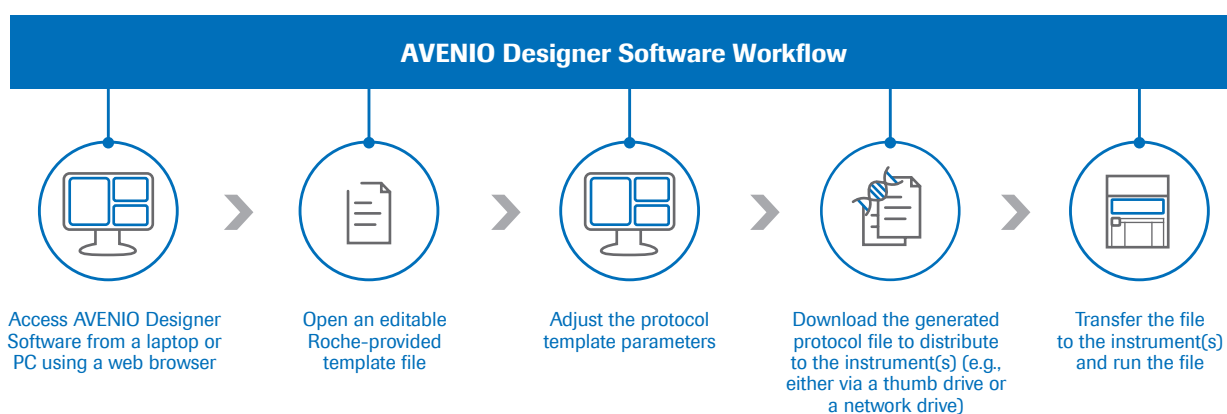 AVENIO Designer Software Workflow
Access AVENIO Designer
Software from a laptop or
PC using a web browser
Open an editable
Roche-provided
template file
Adjust the protocol
template parameters
Download the generated
protocol file to distribute
to the instrument(s) (e.g.,
either via a thumb drive or
a network drive)
Transfer the file
to the instrument(s)
and run the file